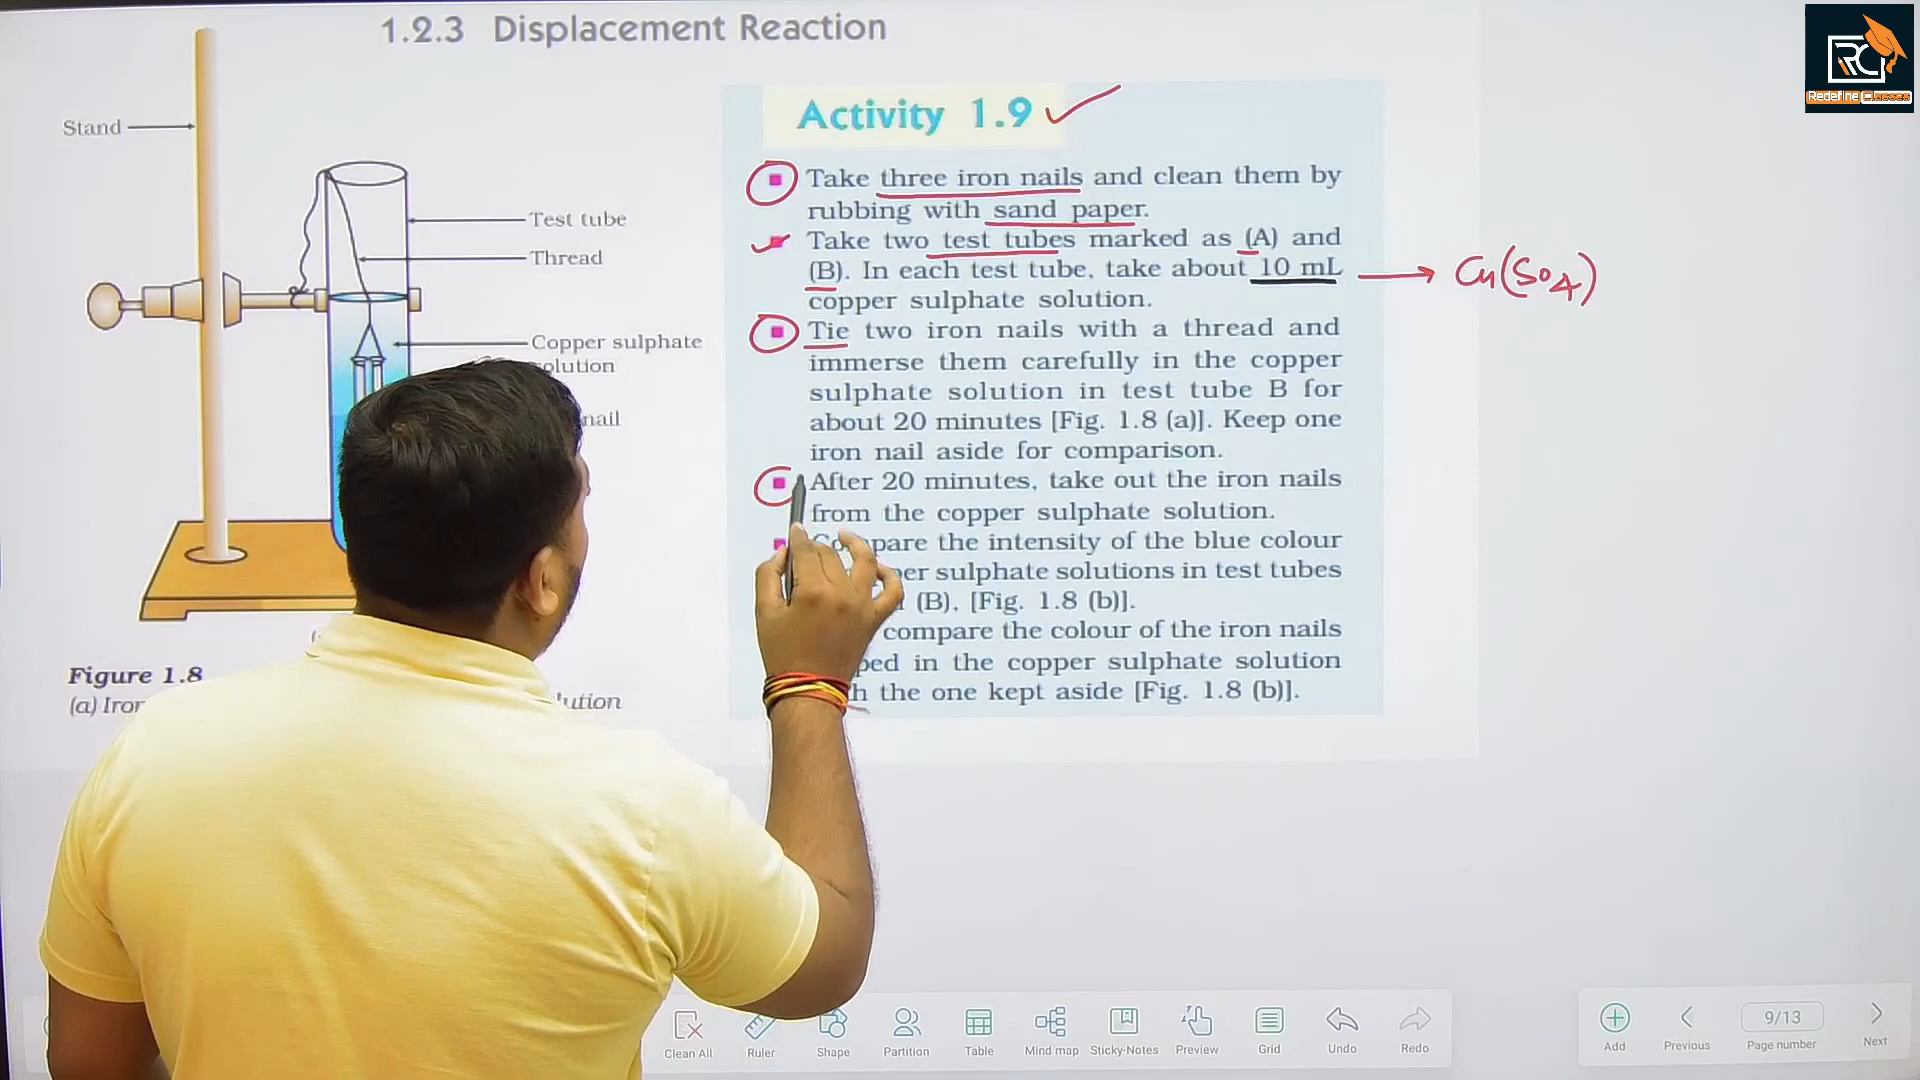 1.2.3 Displacement Reaction
RC
Redefine Classes
Stand
Test tube
Thread
Copper sulphate
nail
Figure 1.8
(a)
Activity 1.9
Take three iron nails and clean them by
rubbing with sand paper.
Take two test tubes marked as (A) and
(B). In each test tube, take about 10 mL
copper sulphate solution.
Cu(SO4)
Tie two iron nails with a thread and
immerse them carefully in the copper
sulphate solution in test tube B for
about 20 minutes [Fig. 1.8 (a)]. Keep one
iron nail aside for comparison.
After 20 minutes, take out the iron nails
from the copper sulphate solution.
the intensity of the blue colour
sulphate solutions in test tubes
(B), [Fig. 1.8 (b)].
compare the colour of the iron nails
in the copper sulphate solution
the one kept aside [Fig. 1.8 (b)].
Clean All
Ruler
Shape
Partition
Table
Mind map
Sticky-Notes
Preview
Grid
Undo
Redo
Add
Previous
9/13
Page number
Next